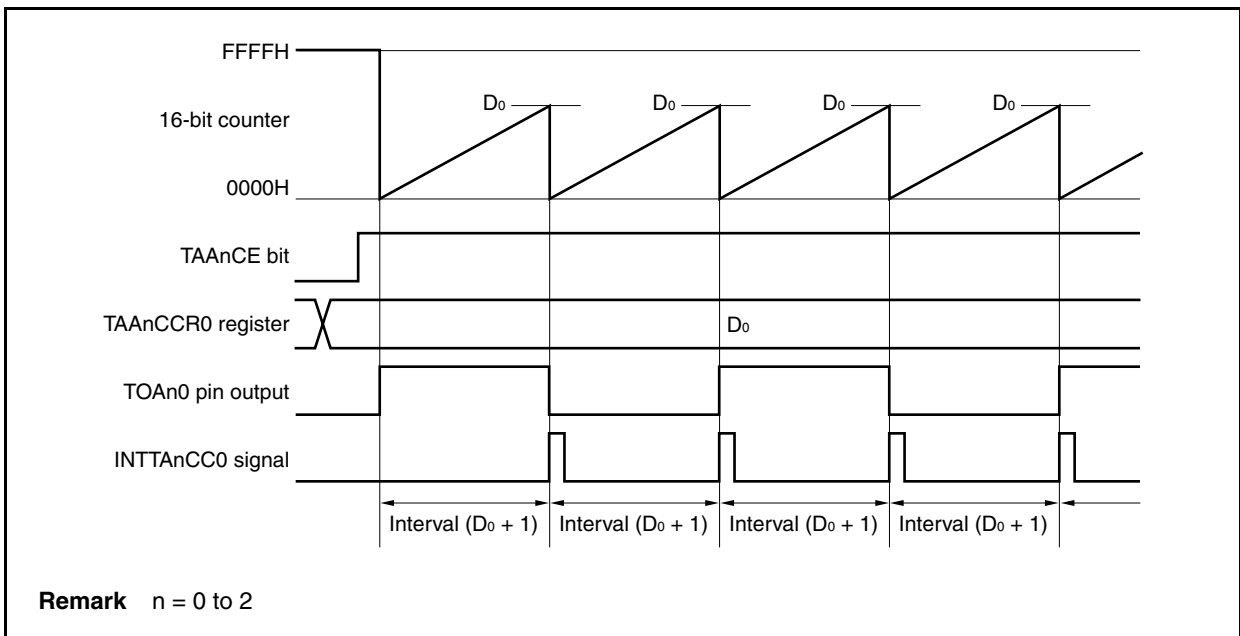 FFFFH
D0 D0 D0 D0
16-bit counter
0000H
TAAnCE bit
TAAnCCR0 register
D0
TOAn0 pin output
INTTAnCC0 signal
Interval (D0 + 1) Interval (D0 + 1) Interval (D0 + 1) Interval (D0 + 1)
Remark n = 0 to 2